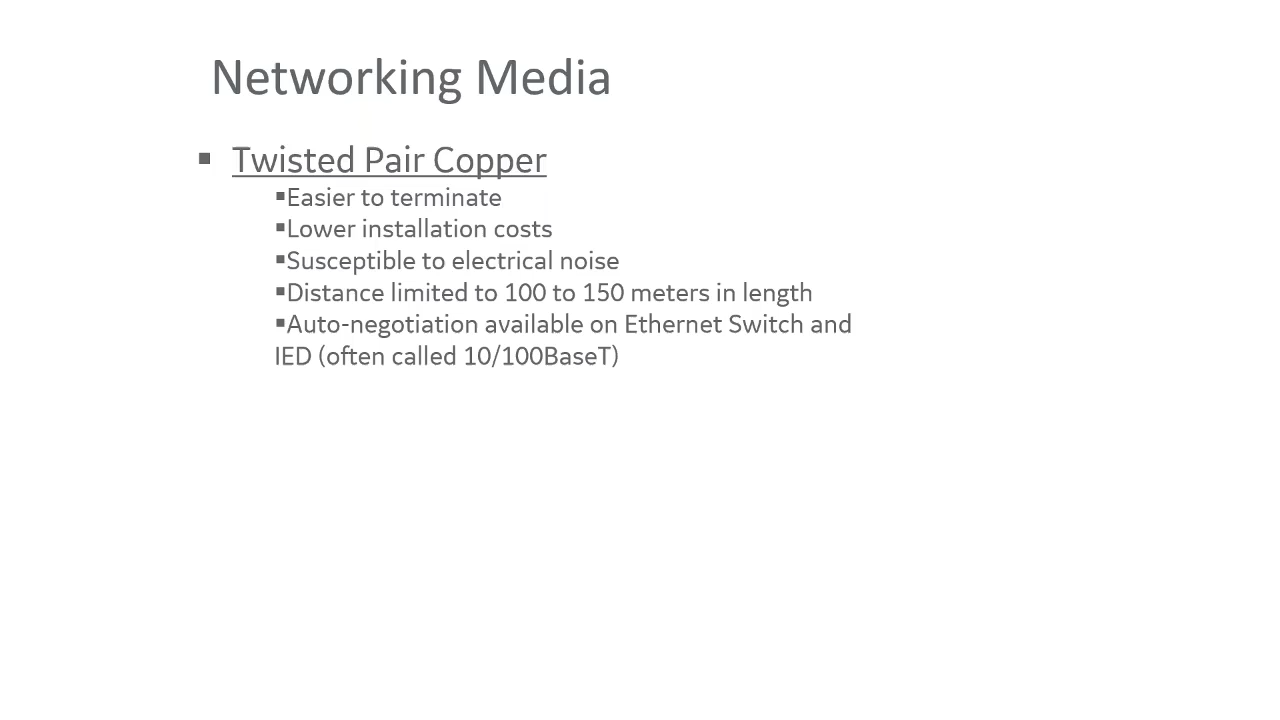 Networking Media
▪ Twisted Pair Copper
▪Easier to terminate
▪Lower installation costs
▪Susceptible to electrical noise
▪Distance limited to 100 to 150 meters in length
▪Auto-negotiation available on Ethernet Switch and
IED (often called 10/100BaseT)